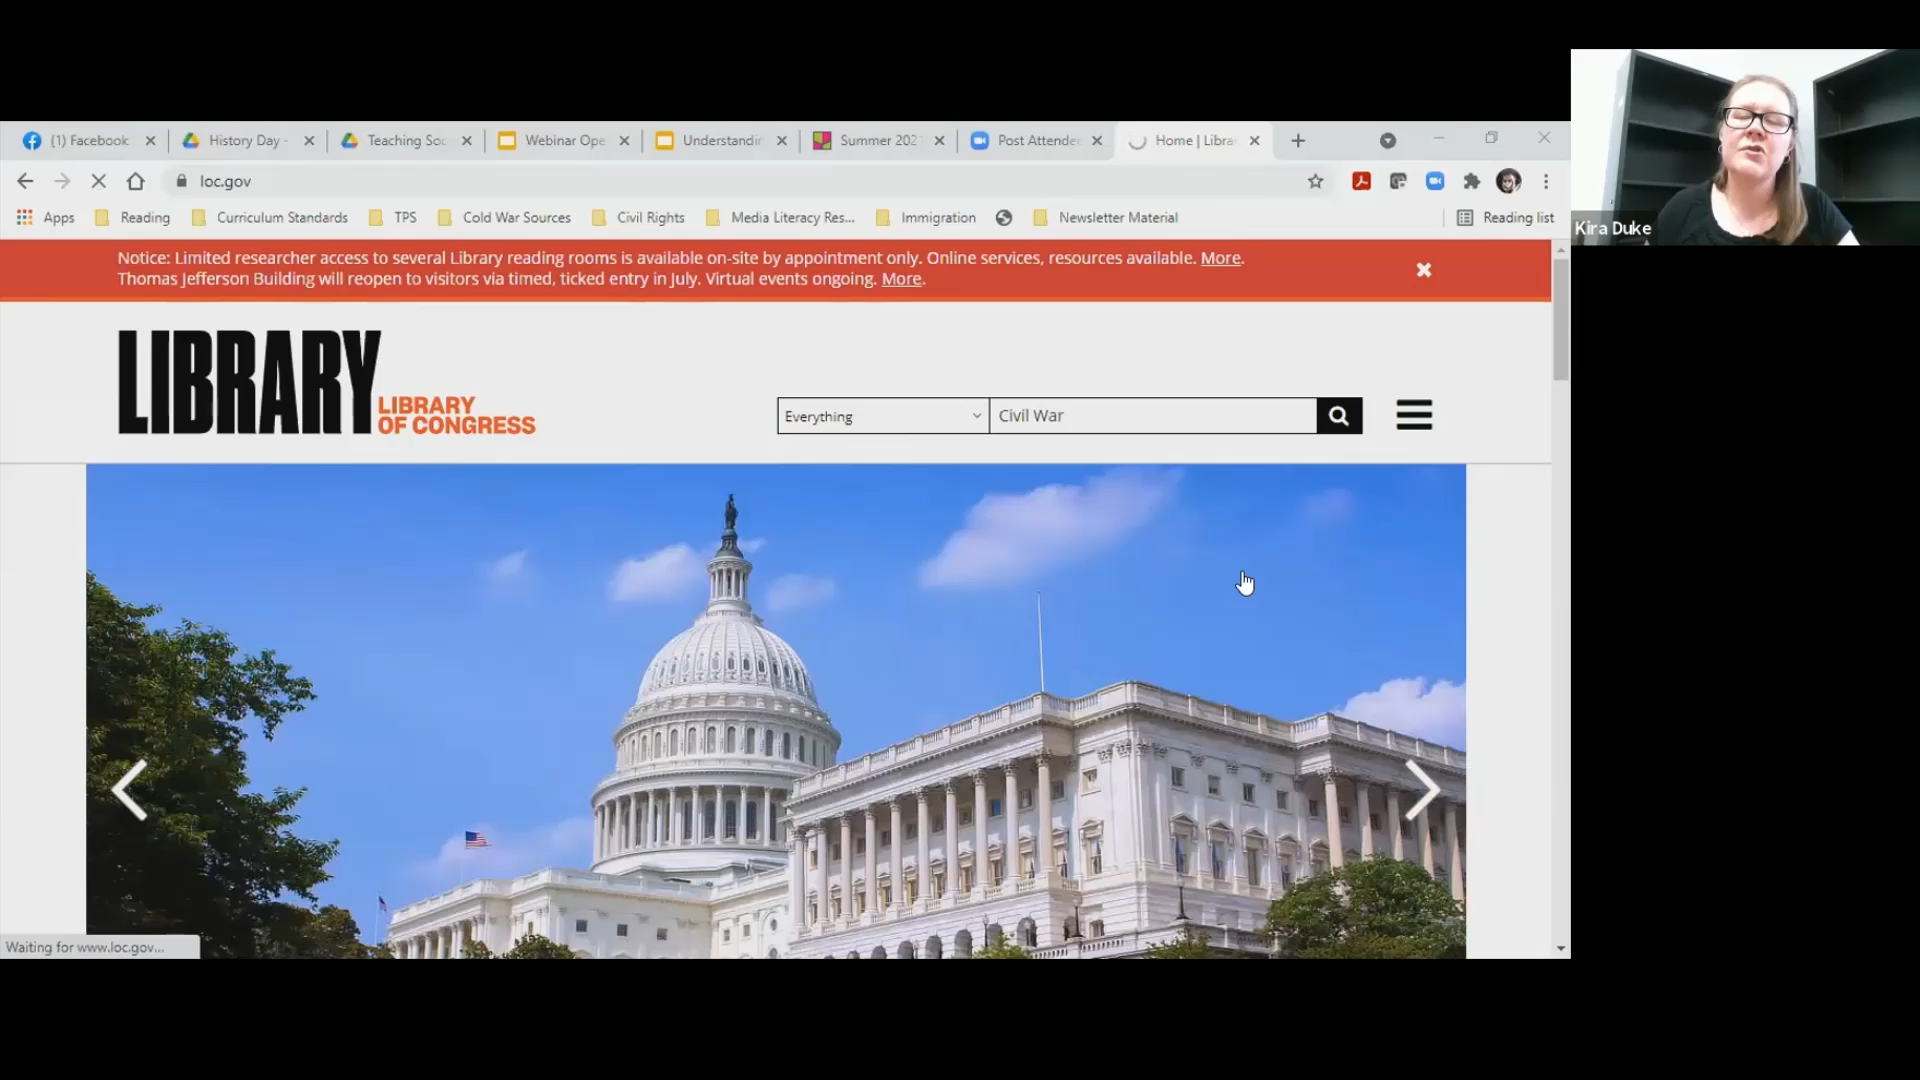 (1) Facebook
History Day -
Teaching Soc
Webinar Ope
Understandin
Summer 2021
Post Attendee
Home | Librar
loc.gov
Apps
Reading
Curriculum Standards
TPS
Cold War Sources
Civil Rights
Media Literacy Res...
Immigration
Newsletter Material
Reading list
Kira Duke
Notice: Limited researcher access to several Library reading rooms is available on-site by appointment only. Online services, resources available. More.
Thomas Jefferson Building will reopen to visitors via timed, ticked entry in July. Virtual events ongoing. More.
LIBRARY
LIBRARY
OF CONGRESS
Everything
Civil War
Waiting for www.loc.gov...